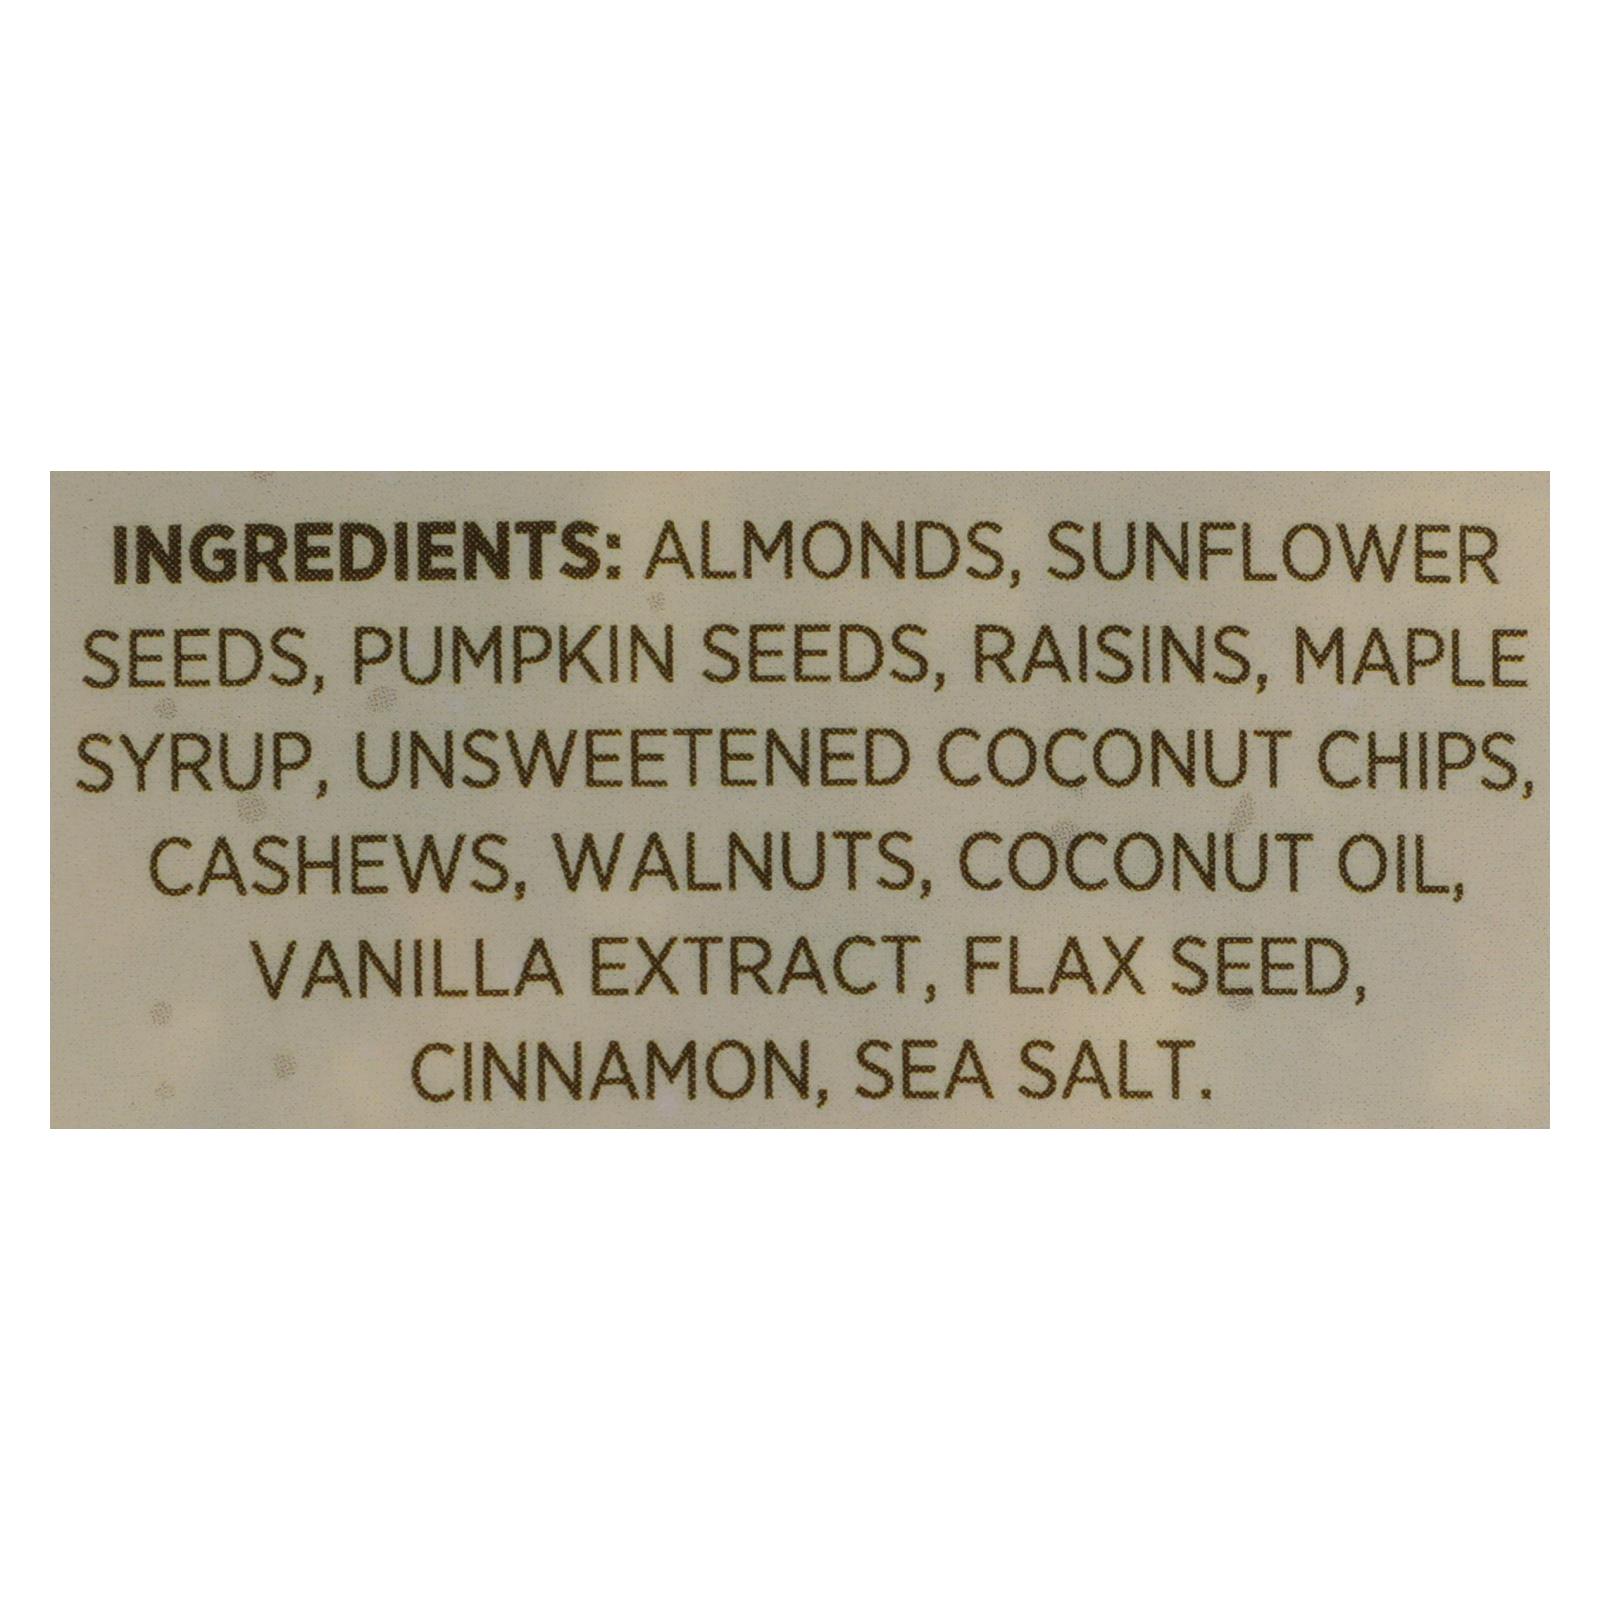 INGREDIENTS: ALMONDS, SUNFLOWER
SEEDS, PUMPKIN SEEDS, RAISINS, MAPLE
SYRUP, UNSWEETENED COCONUT CHIPS,
CASHEWS, WALNUTS, COCONUT OIL,
VANILLA EXTRACT, FLAX SEED,
CINNAMON, SEA SALT.